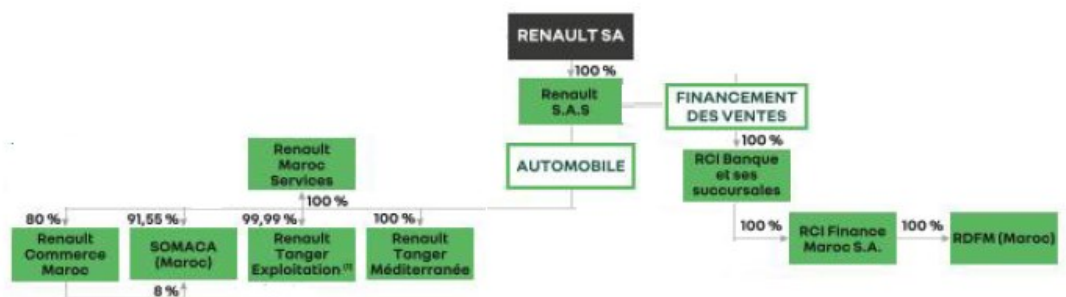 RENAULT SA
100 %
Renault
S.A.S
FINANCEMENT
DES VENTES
100 %
AUTOMOBILE
RCI Banque
et ses
succursales
Renault
Maroc
Services
100 %
80 %
91,55 %
99,99 %
100 %
Renault
Commerce
Maroc
SOMACA
(Maroc)
Renault
Tanger
Exploitation (1)
Renault
Tanger
Méditerranée
8 %
100 %
RCI Finance
Maroc S.A.
100 %
RDFM (Maroc)